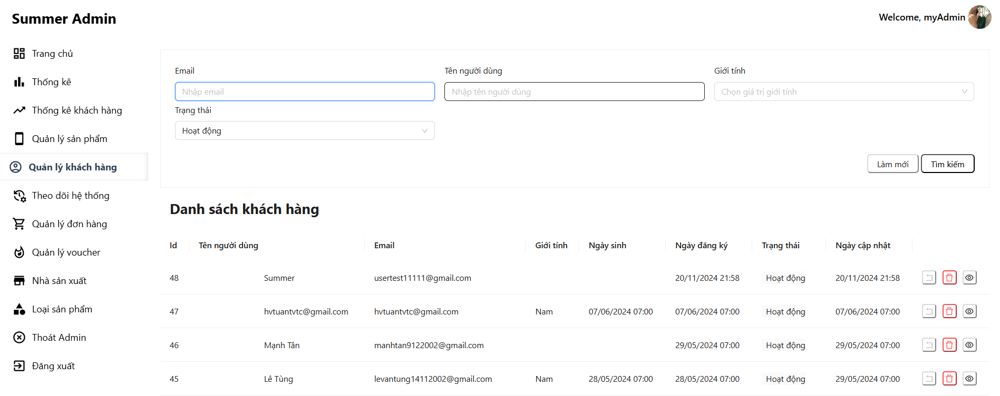 Summer Admin
Welcome, myAdmin
Trang chủ
Thống kê
Thống kê khách hàng
Quản lý sản phẩm
Quản lý khách hàng
Theo dõi hệ thống
Quản lý đơn hàng
Quản lý voucher
Nhà sản xuất
Loại sản phẩm
Thoát Admin
Đăng xuất
Email Tên người dùng Giới tính
Nhập email Nhập tên người dùng Chọn giá trị giới tính
Trạng thái
Hoạt động
Làm mới Tìm kiếm
Danh sách khách hàng
Id Tên người dùng Email Giới tính Ngày sinh Ngày đăng ký Trạng thái Ngày cập nhật
48 Summer usertest11111@gmail.com 20/11/2024 21:58 Hoạt động 20/11/2024 21:58
47 hvtuantvtc@gmail.com hvtuantvtc@gmail.com Nam 07/06/2024 07:00 07/06/2024 07:00 Hoạt động 07/06/2024 07:00
46 Mạnh Tân manhtan9122002@gmail.com 29/05/2024 07:00 Hoạt động 29/05/2024 07:00
45 Lê Tùng levantung14112002@gmail.com Nam 28/05/2024 07:00 28/05/2024 07:00 Hoạt động 29/05/2024 07:00